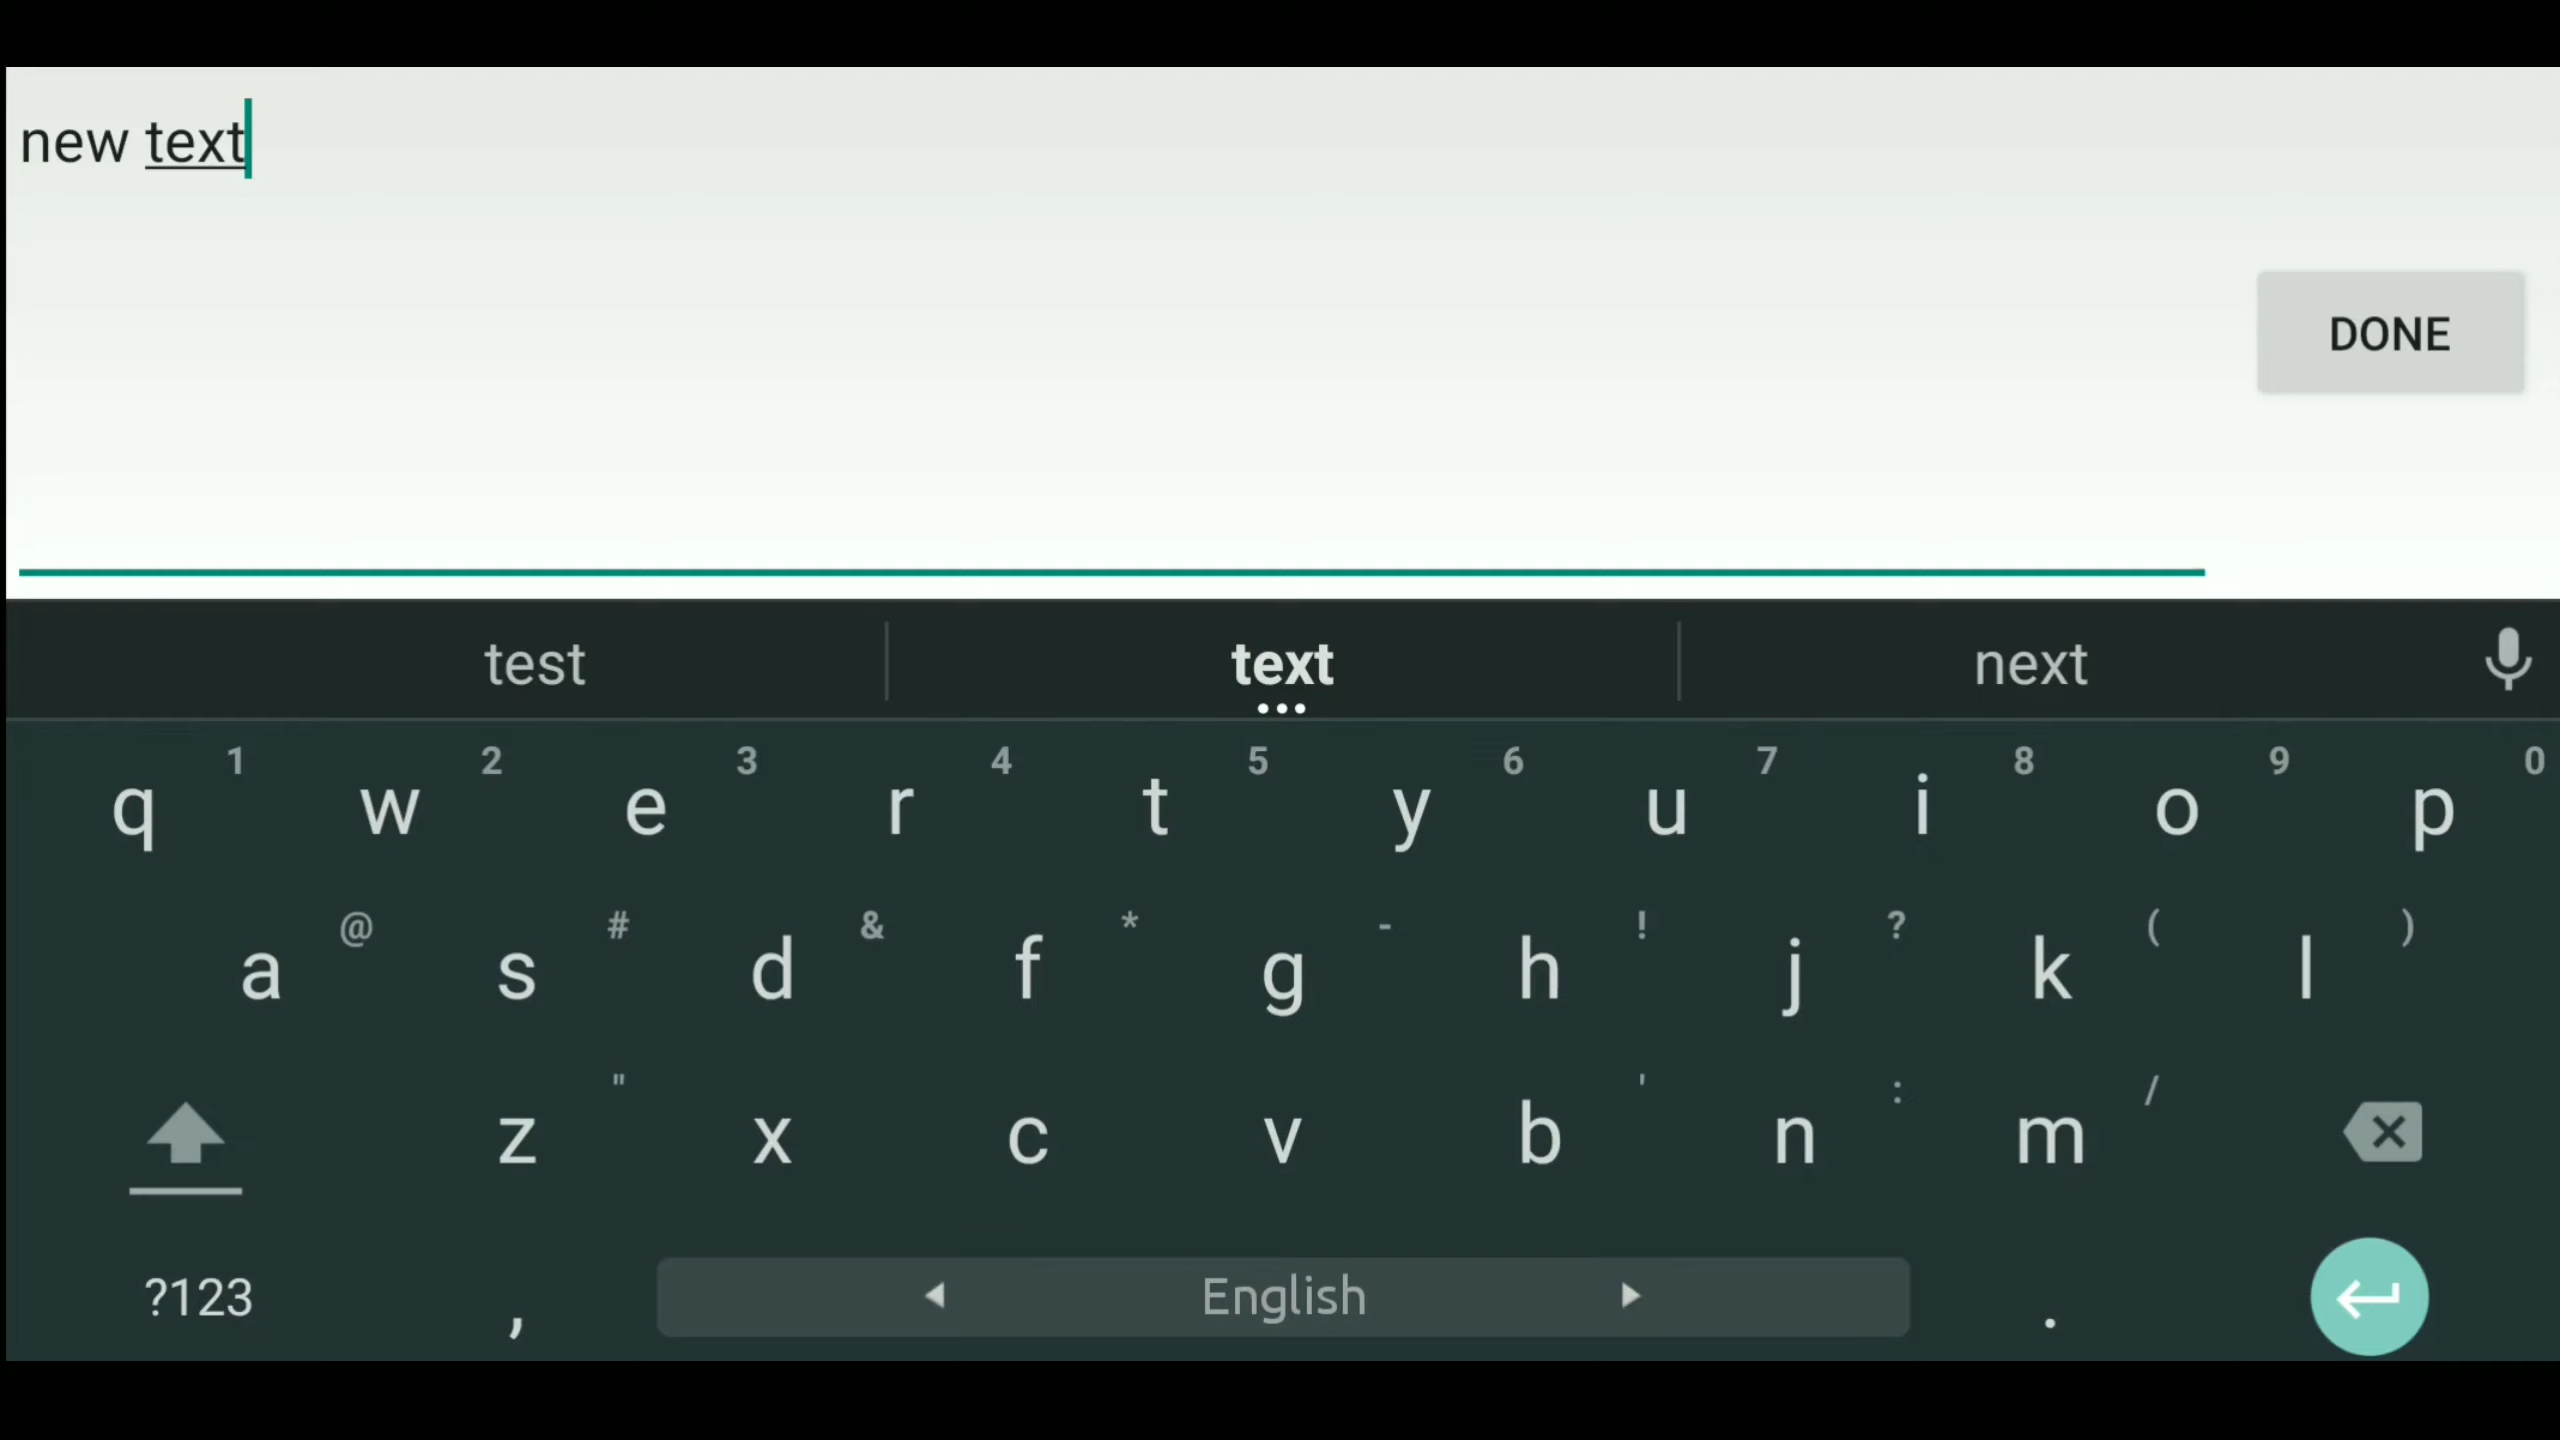 new text
DONE
test text next
1 2 3 4 5 6 7 8 9 0
q w e r t y u i o p
@ # & * - ! ? ( )
a s d f g h j k l
" ' : /
z x c v b n m
?123 , English .